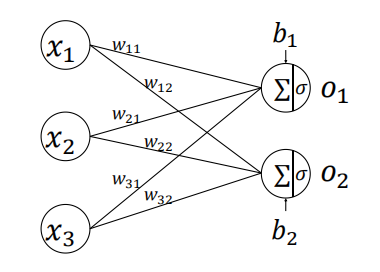 b₁
x₁ w₁₁ Σ σ o₁
w₁₂
x₂ w₂₁
w₂₂ Σ σ o₂
w₃₁
x₃ w₃₂
b₂